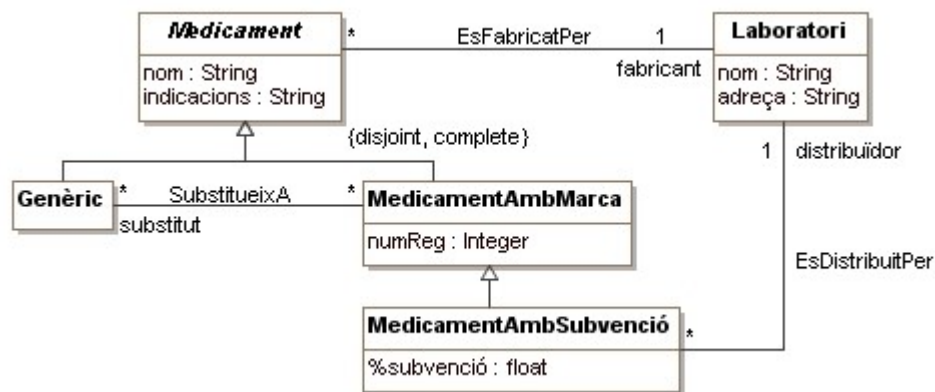 Medicament
nom : String
indicacions : String
* EsFabricatPer 1
fabricant
Laboratori
nom : String
adreça : String
{disjoint, complete}
1 distribuïdor
Genèric
* SubstitueixA *
substitut
MedicamentAmbMarca
numReg : Integer
EsDistribuitPer
MedicamentAmbSubvenció
*
%subvenció : float